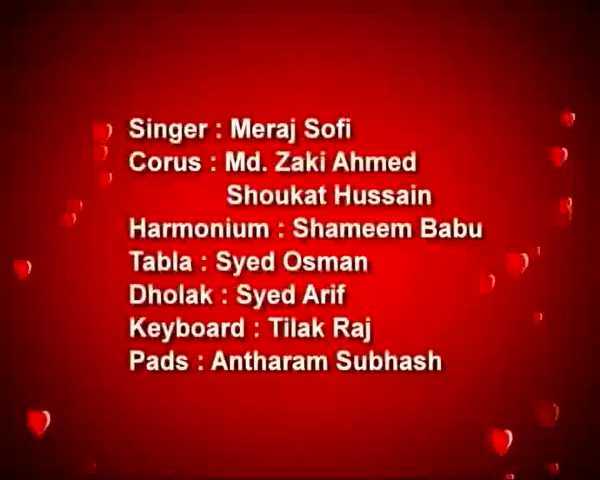 Singer : Meraj Sofi
Corus : Md. Zaki Ahmed
Shoukat Hussain
Harmonium : Shameem Babu
Tabla : Syed Osman
Dholak : Syed Arif
Keyboard : Tilak Raj
Pads : Antharam Subhash